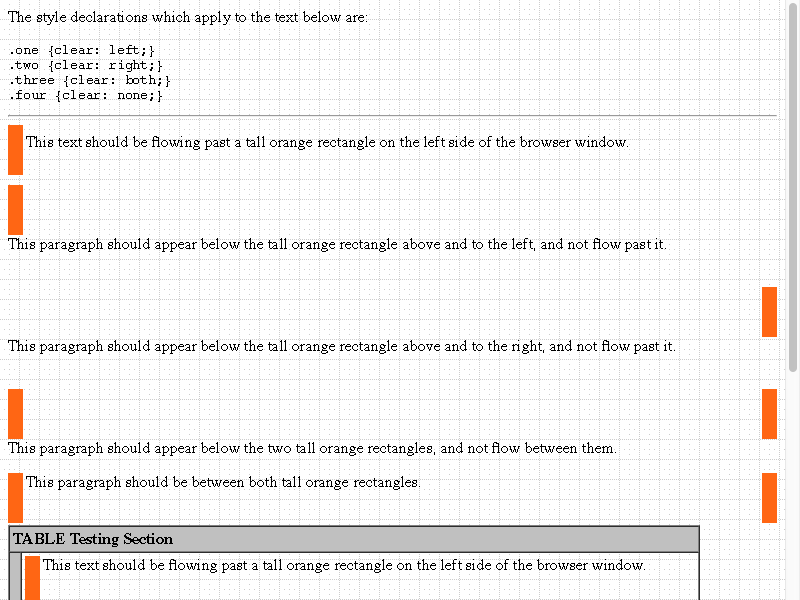 The style declarations which apply to the text below are:
.one {clear: left;}
.two {clear: right;}
.three {clear: both;}
.four {clear: none;}
This text should be flowing past a tall orange rectangle on the left side of the browser window.
This paragraph should appear below the tall orange rectangle above and to the left, and not flow past it.
This paragraph should appear below the tall orange rectangle above and to the right, and not flow past it.
This paragraph should appear below the two tall orange rectangles, and not flow between them.
This paragraph should be between both tall orange rectangles.
TABLE Testing Section
This text should be flowing past a tall orange rectangle on the left side of the browser window.